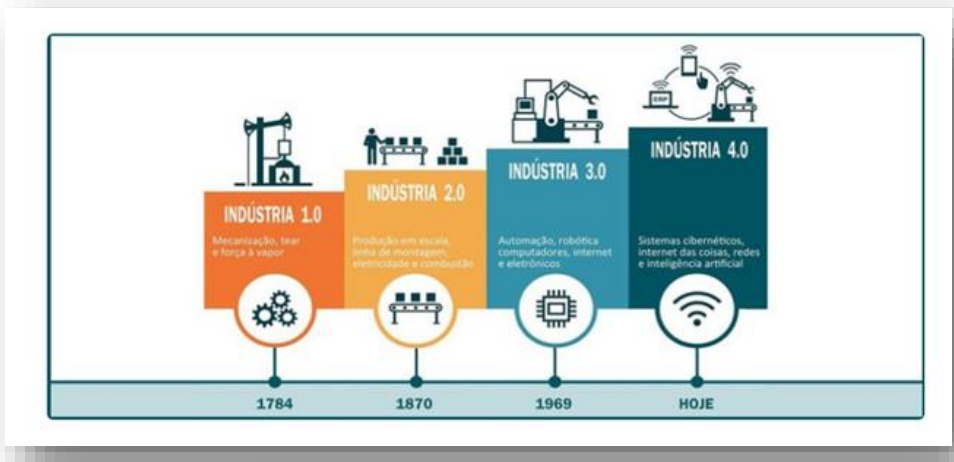 INDÚSTRIA 1.0
Mecanização, tear
e força à vapor
INDÚSTRIA 2.0
Produção em escala,
linha de montagem,
eletricidade e combustão
INDÚSTRIA 3.0
Automação, robótica
computadores, internet
e eletrônicos
ERP
INDÚSTRIA 4.0
Sistemas cibernéticos,
internet das coisas, redes
e inteligência artificial
1784
1870
1969
HOJE